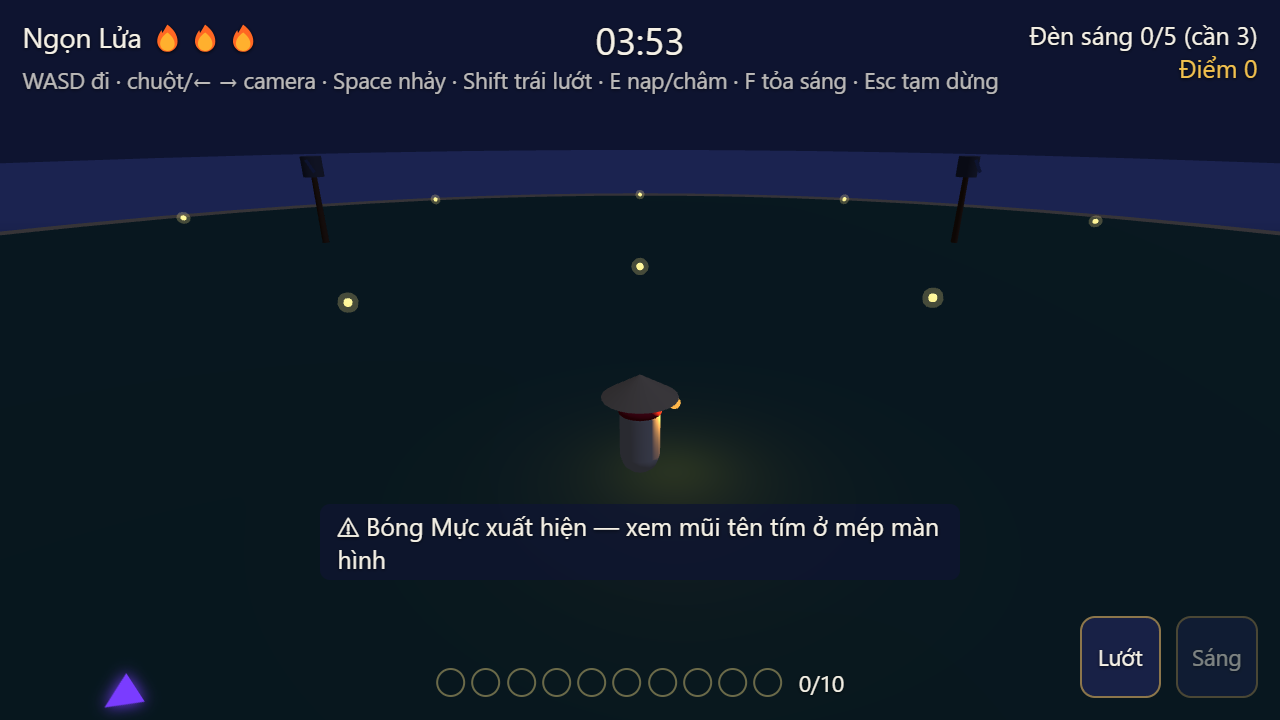 Ngọn Lửa 🔥 🔥 🔥
03:53
Đèn sáng 0/5 (cần 3)
Điểm 0
WASD đi · chuột/← → camera · Space nhảy · Shift trái lướt · E nạp/châm · F tỏa sáng · Esc tạm dừng
⚠ Bóng Mực xuất hiện — xem mũi tên tím ở mép màn
hình
Lướt
Sáng
0/10